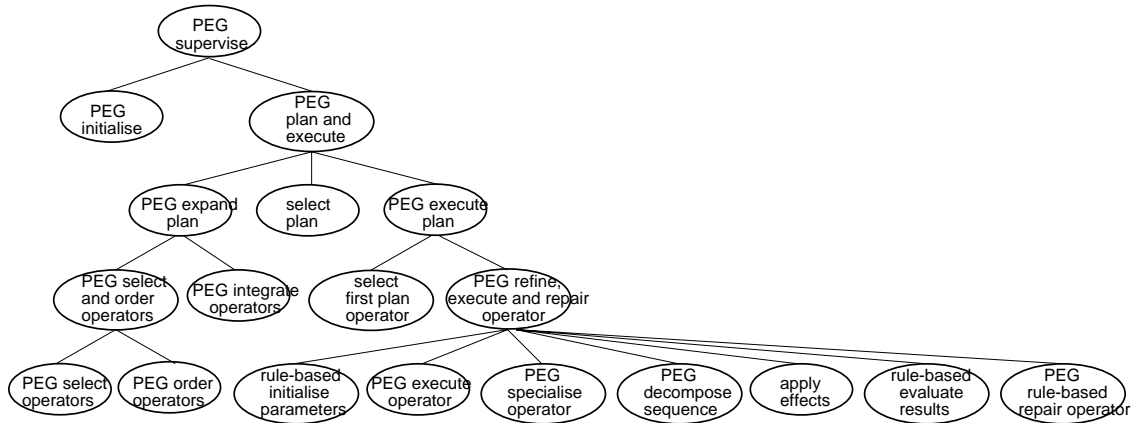 PEG
supervise
PEG
initialise
PEG
plan and
execute
PEG expand
plan
select
plan
PEG execute
plan
PEG select
and order
operators
PEG integrate
operators
select
first plan
operator
PEG refine,
execute and repair
operator
PEG select
operators
PEG order
operators
rule-based
initialise
parameters
PEG execute
operator
PEG
specialise
operator
PEG
decompose
sequence
apply
effects
rule-based
evaluate
results
PEG
rule-based
repair operator